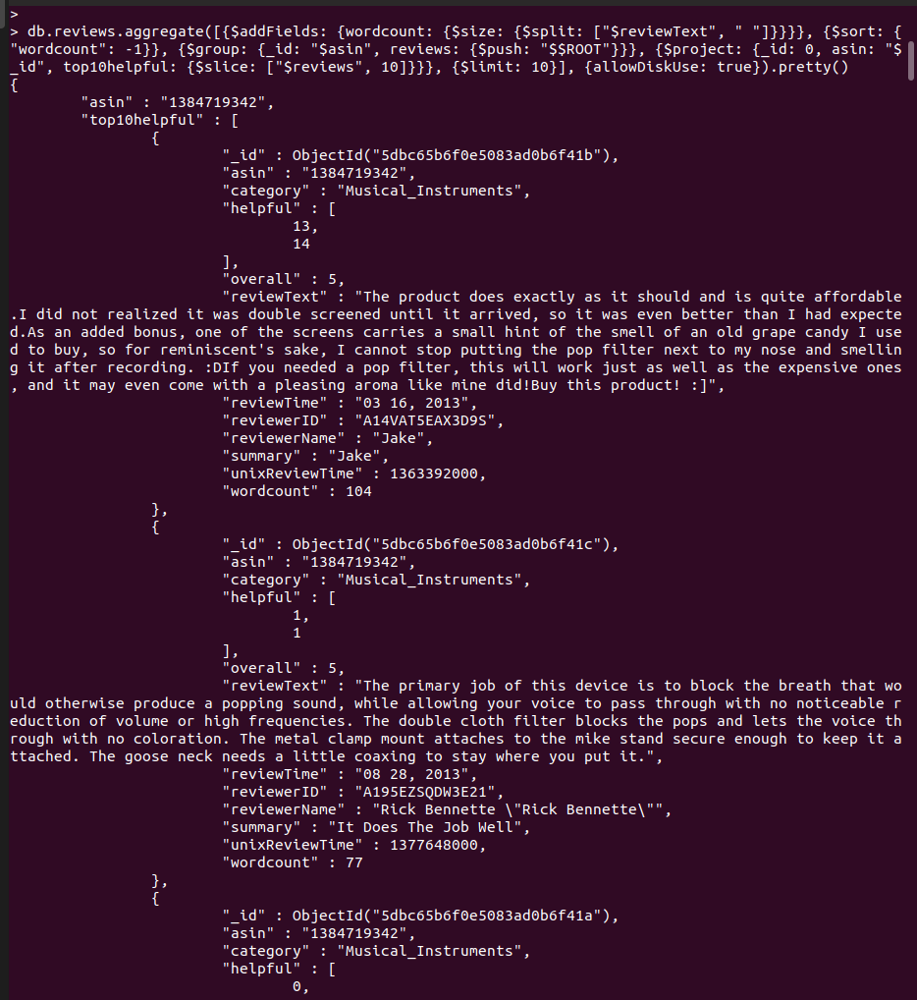 >
> db.reviews.aggregate([{$addFields: {wordcount: {$size: {$split: ["$reviewText", " "]}}}}, {$sort: {
"wordcount": -1}}, {$group: {_id: "$asin", reviews: {$push: "$$ROOT"}}}, {$project: {_id: 0, asin: "$
_id", top10helpful: {$slice: ["$reviews", 10]}}}, {$limit: 10}], {allowDiskUse: true}).pretty()
{
"asin" : "1384719342",
"top10helpful" : [
{
"_id" : ObjectId("5dbc65b6f0e5083ad0b6f41b"),
"asin" : "1384719342",
"category" : "Musical_Instruments",
"helpful" : [
13,
14
],
"overall" : 5,
"reviewText" : "The product does exactly as it should and is quite affordable
.I did not realized it was double screened until it arrived, so it was even better than I had expecte
d.As an added bonus, one of the screens carries a small hint of the smell of an old grape candy I use
d to buy, so for reminiscent's sake, I cannot stop putting the pop filter next to my nose and smellin
g it after recording. :DIf you needed a pop filter, this will work just as well as the expensive ones
, and it may even come with a pleasing aroma like mine did!Buy this product! :]",
"reviewTime" : "03 16, 2013",
"reviewerID" : "A14VAT5EAX3D9S",
"reviewerName" : "Jake",
"summary" : "Jake",
"unixReviewTime" : 1363392000,
"wordcount" : 104
},
{
"_id" : ObjectId("5dbc65b6f0e5083ad0b6f41c"),
"asin" : "1384719342",
"category" : "Musical_Instruments",
"helpful" : [
1,
1
],
"overall" : 5,
"reviewText" : "The primary job of this device is to block the breath that wo
uld otherwise produce a popping sound, while allowing your voice to pass through with no noticeable r
eduction of volume or high frequencies. The double cloth filter blocks the pops and lets the voice th
rough with no coloration. The metal clamp mount attaches to the mike stand secure enough to keep it a
ttached. The goose neck needs a little coaxing to stay where you put it.",
"reviewTime" : "08 28, 2013",
"reviewerID" : "A195EZSQDW3E21",
"reviewerName" : "Rick Bennette \"Rick Bennette\"",
"summary" : "It Does The Job Well",
"unixReviewTime" : 1377648000,
"wordcount" : 77
},
{
"_id" : ObjectId("5dbc65b6f0e5083ad0b6f41a"),
"asin" : "1384719342",
"category" : "Musical_Instruments",
"helpful" : [
0,